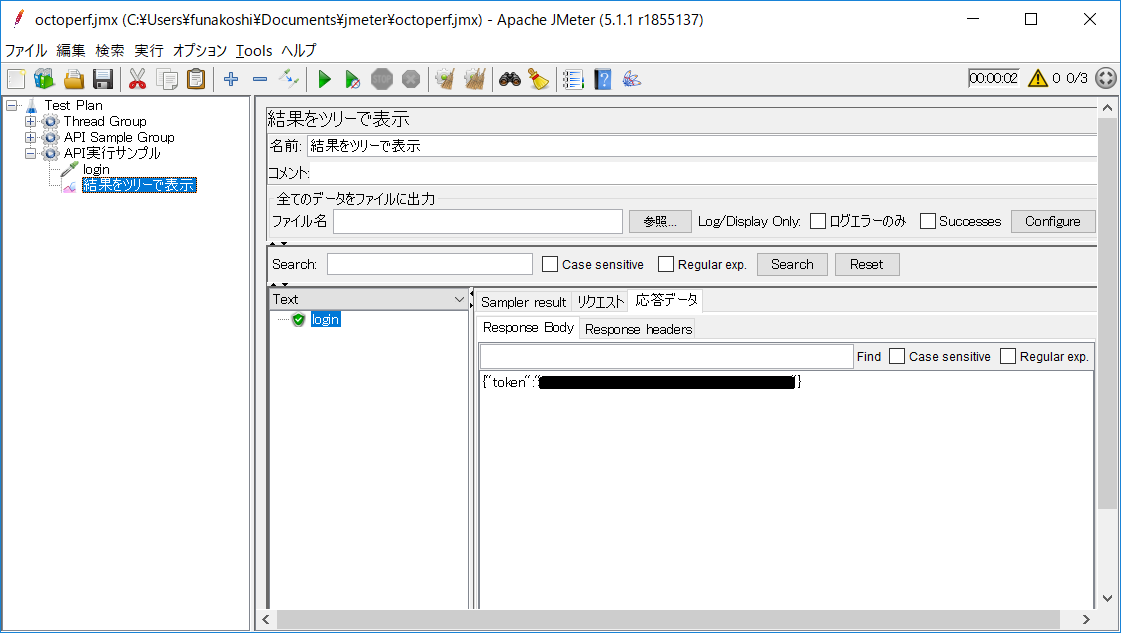 octoperf.jmx (C:¥Users¥funakoshi¥Documents¥jmeter¥octoperf.jmx) - Apache JMeter (5.1.1 r1855137)
ファイル 編集 検索 実行 オプション Tools ヘルプ
STOP 00:00:02 0 0/3
Test Plan
Thread Group
API Sample Group
API実行サンプル
login
結果をツリーで表示
結果をツリーで表示
名前: 結果をツリーで表示
コメント:
全てのデータをファイルに出力
ファイル名 参照... Log/Display Only: ログエラーのみ Successes Configure
Search: Case sensitive Regular exp. Search Reset
Text
login
Sampler result リクエスト 応答データ
Response Body Response headers
Find Case sensitive Regular exp.
{"token":""}